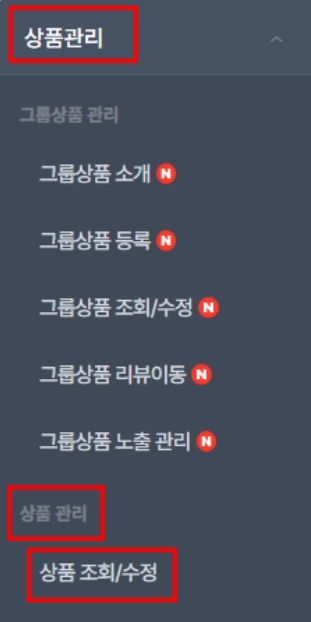 상품관리
그룹상품 관리
그룹상품 소개 N
그룹상품 등록 N
그룹상품 조회/수정 N
그룹상품 리뷰이동 N
그룹상품 노출 관리 N
상품 관리
상품 조회/수정